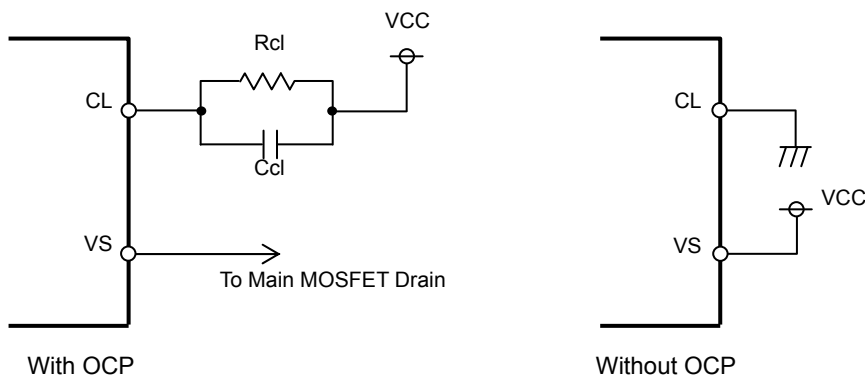 VCC
Rcl
CL
Ccl
VS
To Main MOSFET Drain
With OCP
CL
VCC
VS
Without OCP